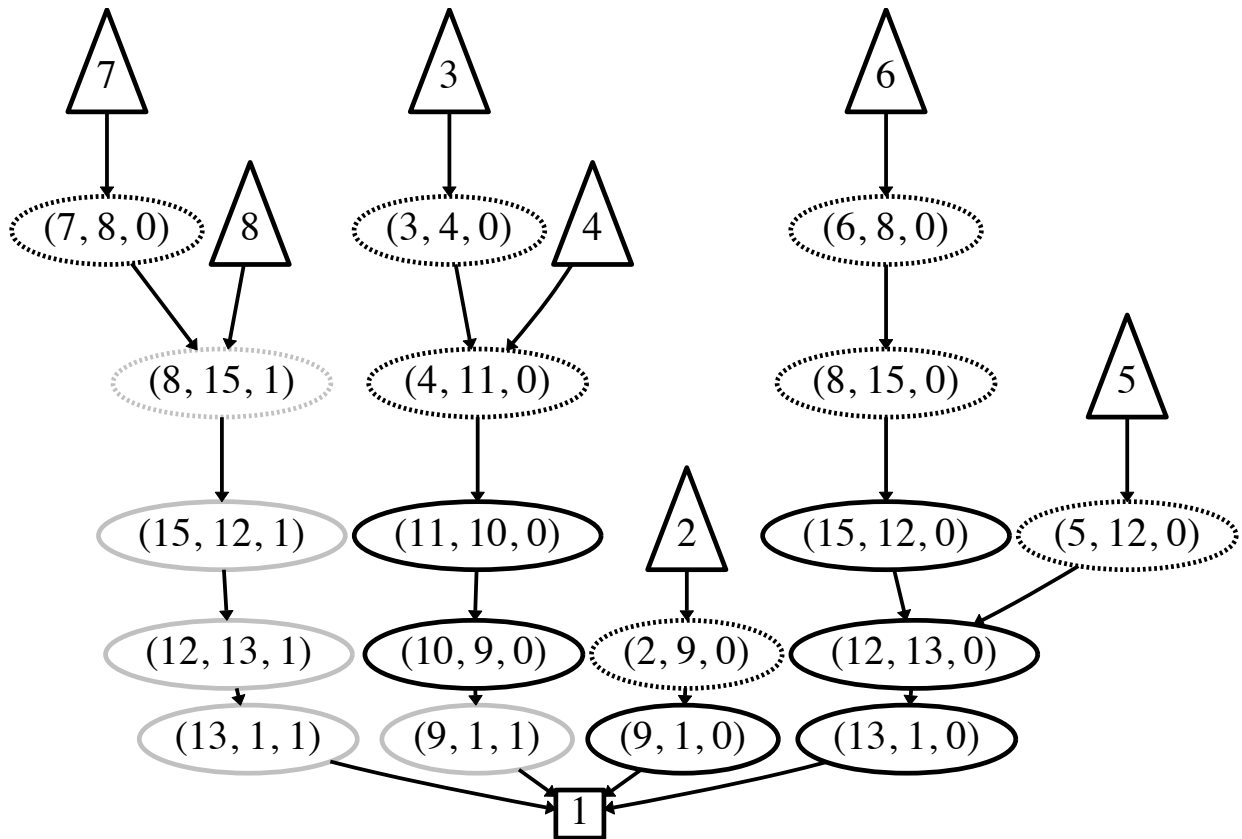 7 3 6
(7, 8, 0) 8 (3, 4, 0) 4 (6, 8, 0)
(8, 15, 1) (4, 11, 0) (8, 15, 0) 5
(15, 12, 1) (11, 10, 0) 2 (15, 12, 0) (5, 12, 0)
(12, 13, 1) (10, 9, 0) (2, 9, 0) (12, 13, 0)
(13, 1, 1) (9, 1, 1) (9, 1, 0) (13, 1, 0)
1